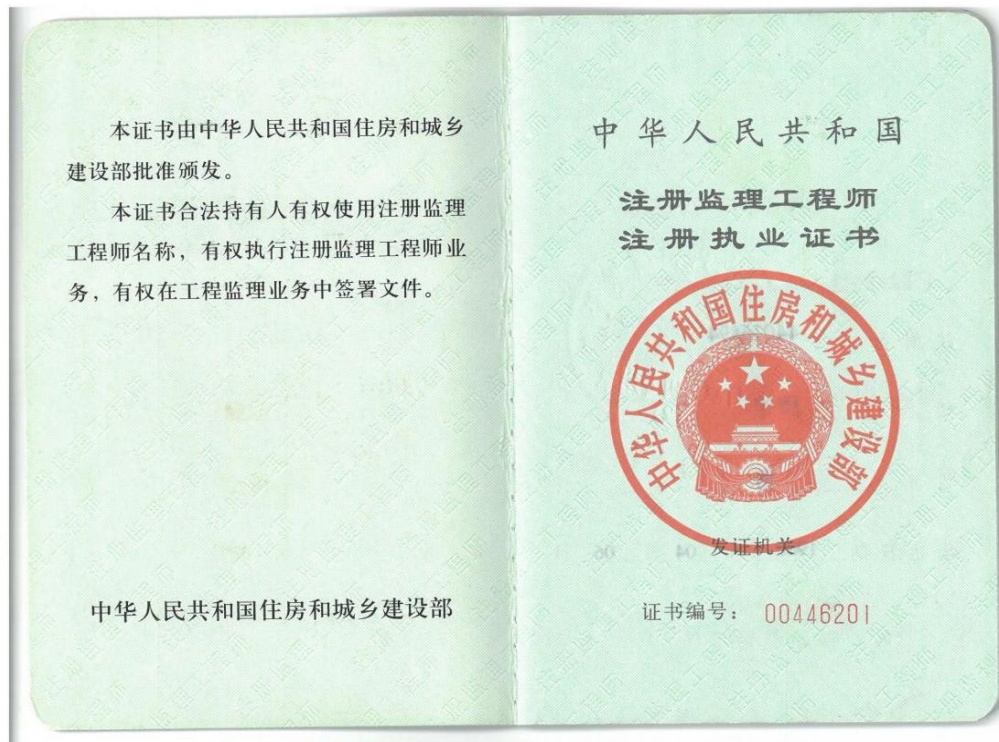 本证书由中华人民共和国住房和城乡
建设部批准颁发。
本证书合法持有人有权使用注册监理
工程师名称，有权执行注册监理工程师业
务，有权在工程监理业务中签署文件。
中华人民共和国住房和城乡建设部
中华人民共和国
注册监理工程师
注册执业证书
中华人民共和国住房和城乡建设部
发证机关
证书编号： 00446201